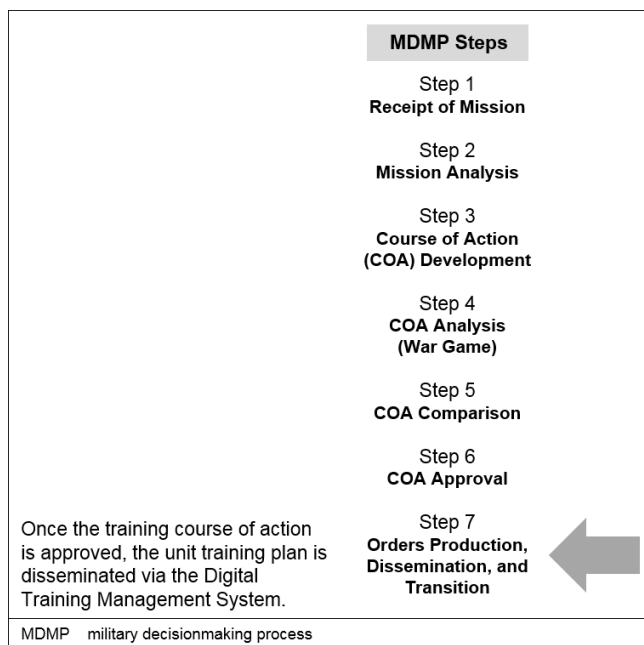 MDMP Steps
Step 1
Receipt of Mission
Step 2
Mission Analysis
Step 3
Course of Action
(COA) Development
Step 4
COA Analysis
(War Game)
Step 5
COA Comparison
Step 6
COA Approval
Step 7
Orders Production,
Dissemination, and
Transition
Once the training course of action
is approved, the unit training plan is
disseminated via the Digital
Training Management System.
MDMP military decisionmaking process